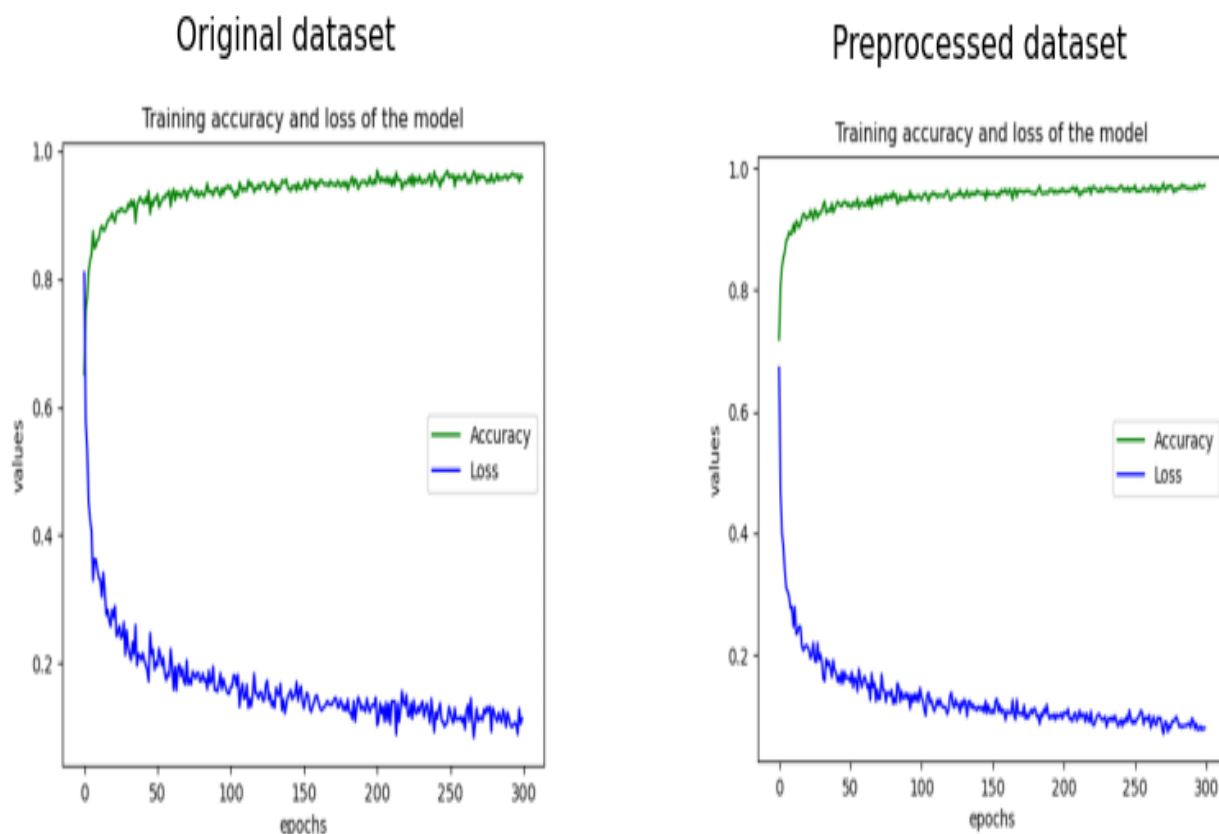 Original dataset
Training accuracy and loss of the model
1.0
0.8
0.6
0.4
0.2
values
Accuracy
Loss
0 50 100 150 200 250 300
epochs
Preprocessed dataset
Training accuracy and loss of the model
1.0
0.8
0.6
0.4
0.2
values
Accuracy
Loss
0 50 100 150 200 250 300
epochs